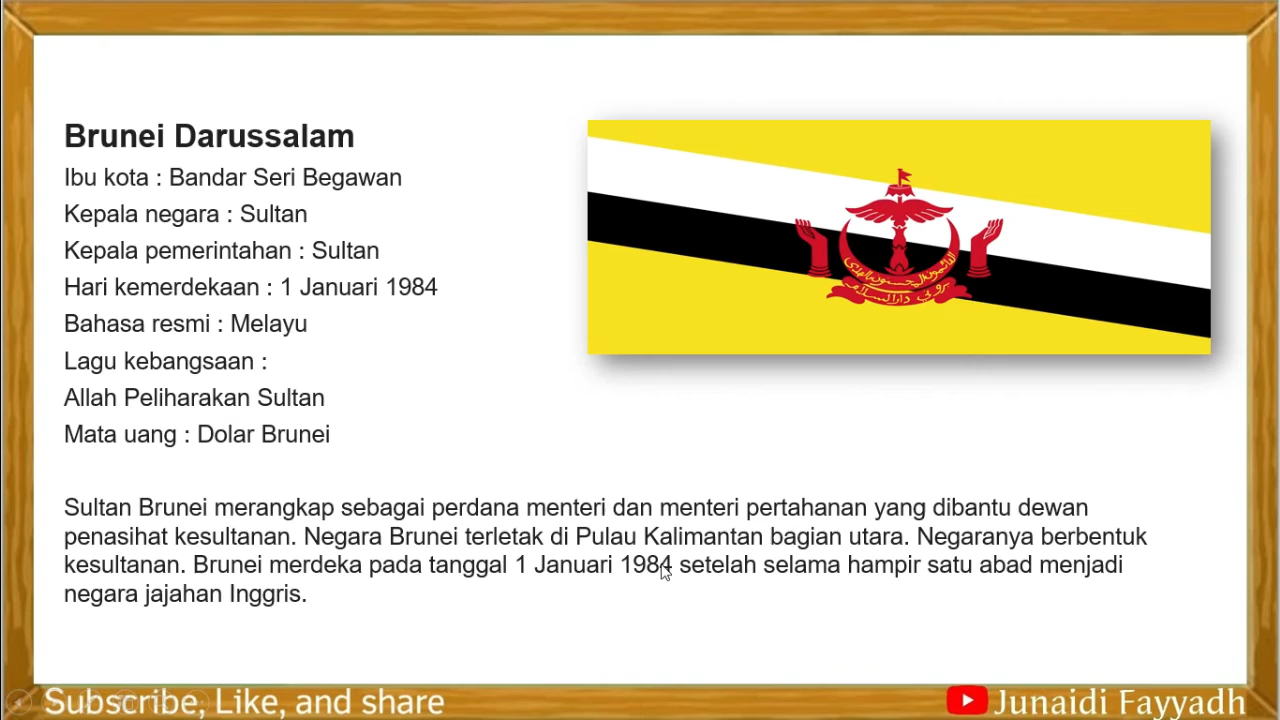 Brunei Darussalam
Ibu kota : Bandar Seri Begawan
Kepala negara : Sultan
Kepala pemerintahan : Sultan
Hari kemerdekaan : 1 Januari 1984
Bahasa resmi : Melayu
Lagu kebangsaan :
Allah Peliharakan Sultan
Mata uang : Dolar Brunei
Sultan Brunei merangkap sebagai perdana menteri dan menteri pertahanan yang dibantu dewan
penasihat kesultanan. Negara Brunei terletak di Pulau Kalimantan bagian utara. Negaranya berbentuk
kesultanan. Brunei merdeka pada tanggal 1 Januari 1984 setelah selama hampir satu abad menjadi
negara jajahan Inggris.
Subscribe, Like, and share
Junaidi Fayyadh